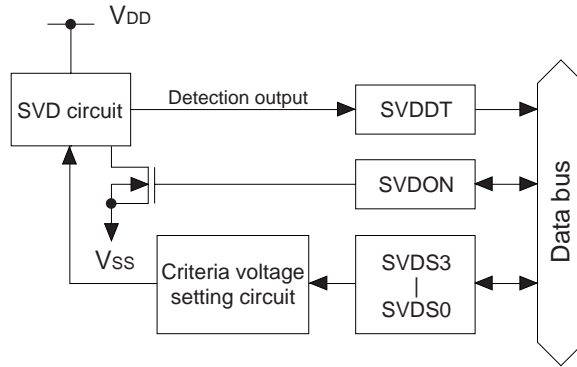 VDD
SVD circuit
Detection output
SVDDT
SVDON
VSS
Criteria voltage
setting circuit
SVDS3
|
SVDS0
Data bus